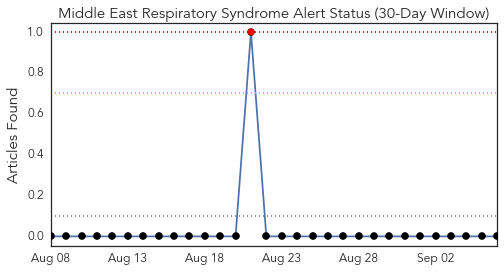 Middle East Respiratory Syndrome Alert Status (30-Day Window)
Articles Found
1.0
0.8
0.6
0.4
0.2
0.0
Aug 08 Aug 13 Aug 18 Aug 23 Aug 28 Sep 02